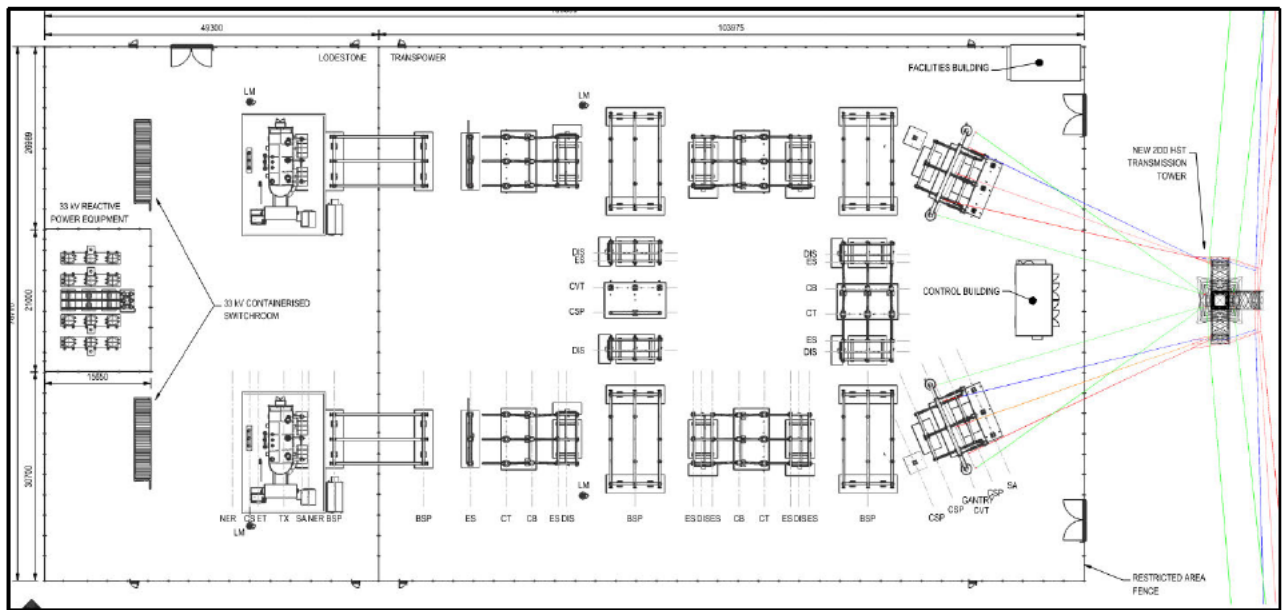 49300
103975
LODESTONE
TRANSPOWER
FACILITIES BUILDING
LM
LM
26989
NEW 200 HST
TRANSMISSION
TOWER
33 kV REACTIVE
POWER EQUIPMENT
DIS
ES
DIS
ES
21000
CVT
CB
CONTROL BUILDING
33 kV CONTAINERISED
SWITCHROOM
CSP
CT
DIS
ES
DIS
15650
30700
LM
SA
CSP
GANTRY
CVT
CSP
CSP
NER
CS
ET
TX
SA
NER
BSP
BSP
ES
CT
CB
ES
DIS
BSP
ES
DIS
ES
CB
CT
ES
DIS
ES
BSP
LM
RESTRICTED AREA
FENCE